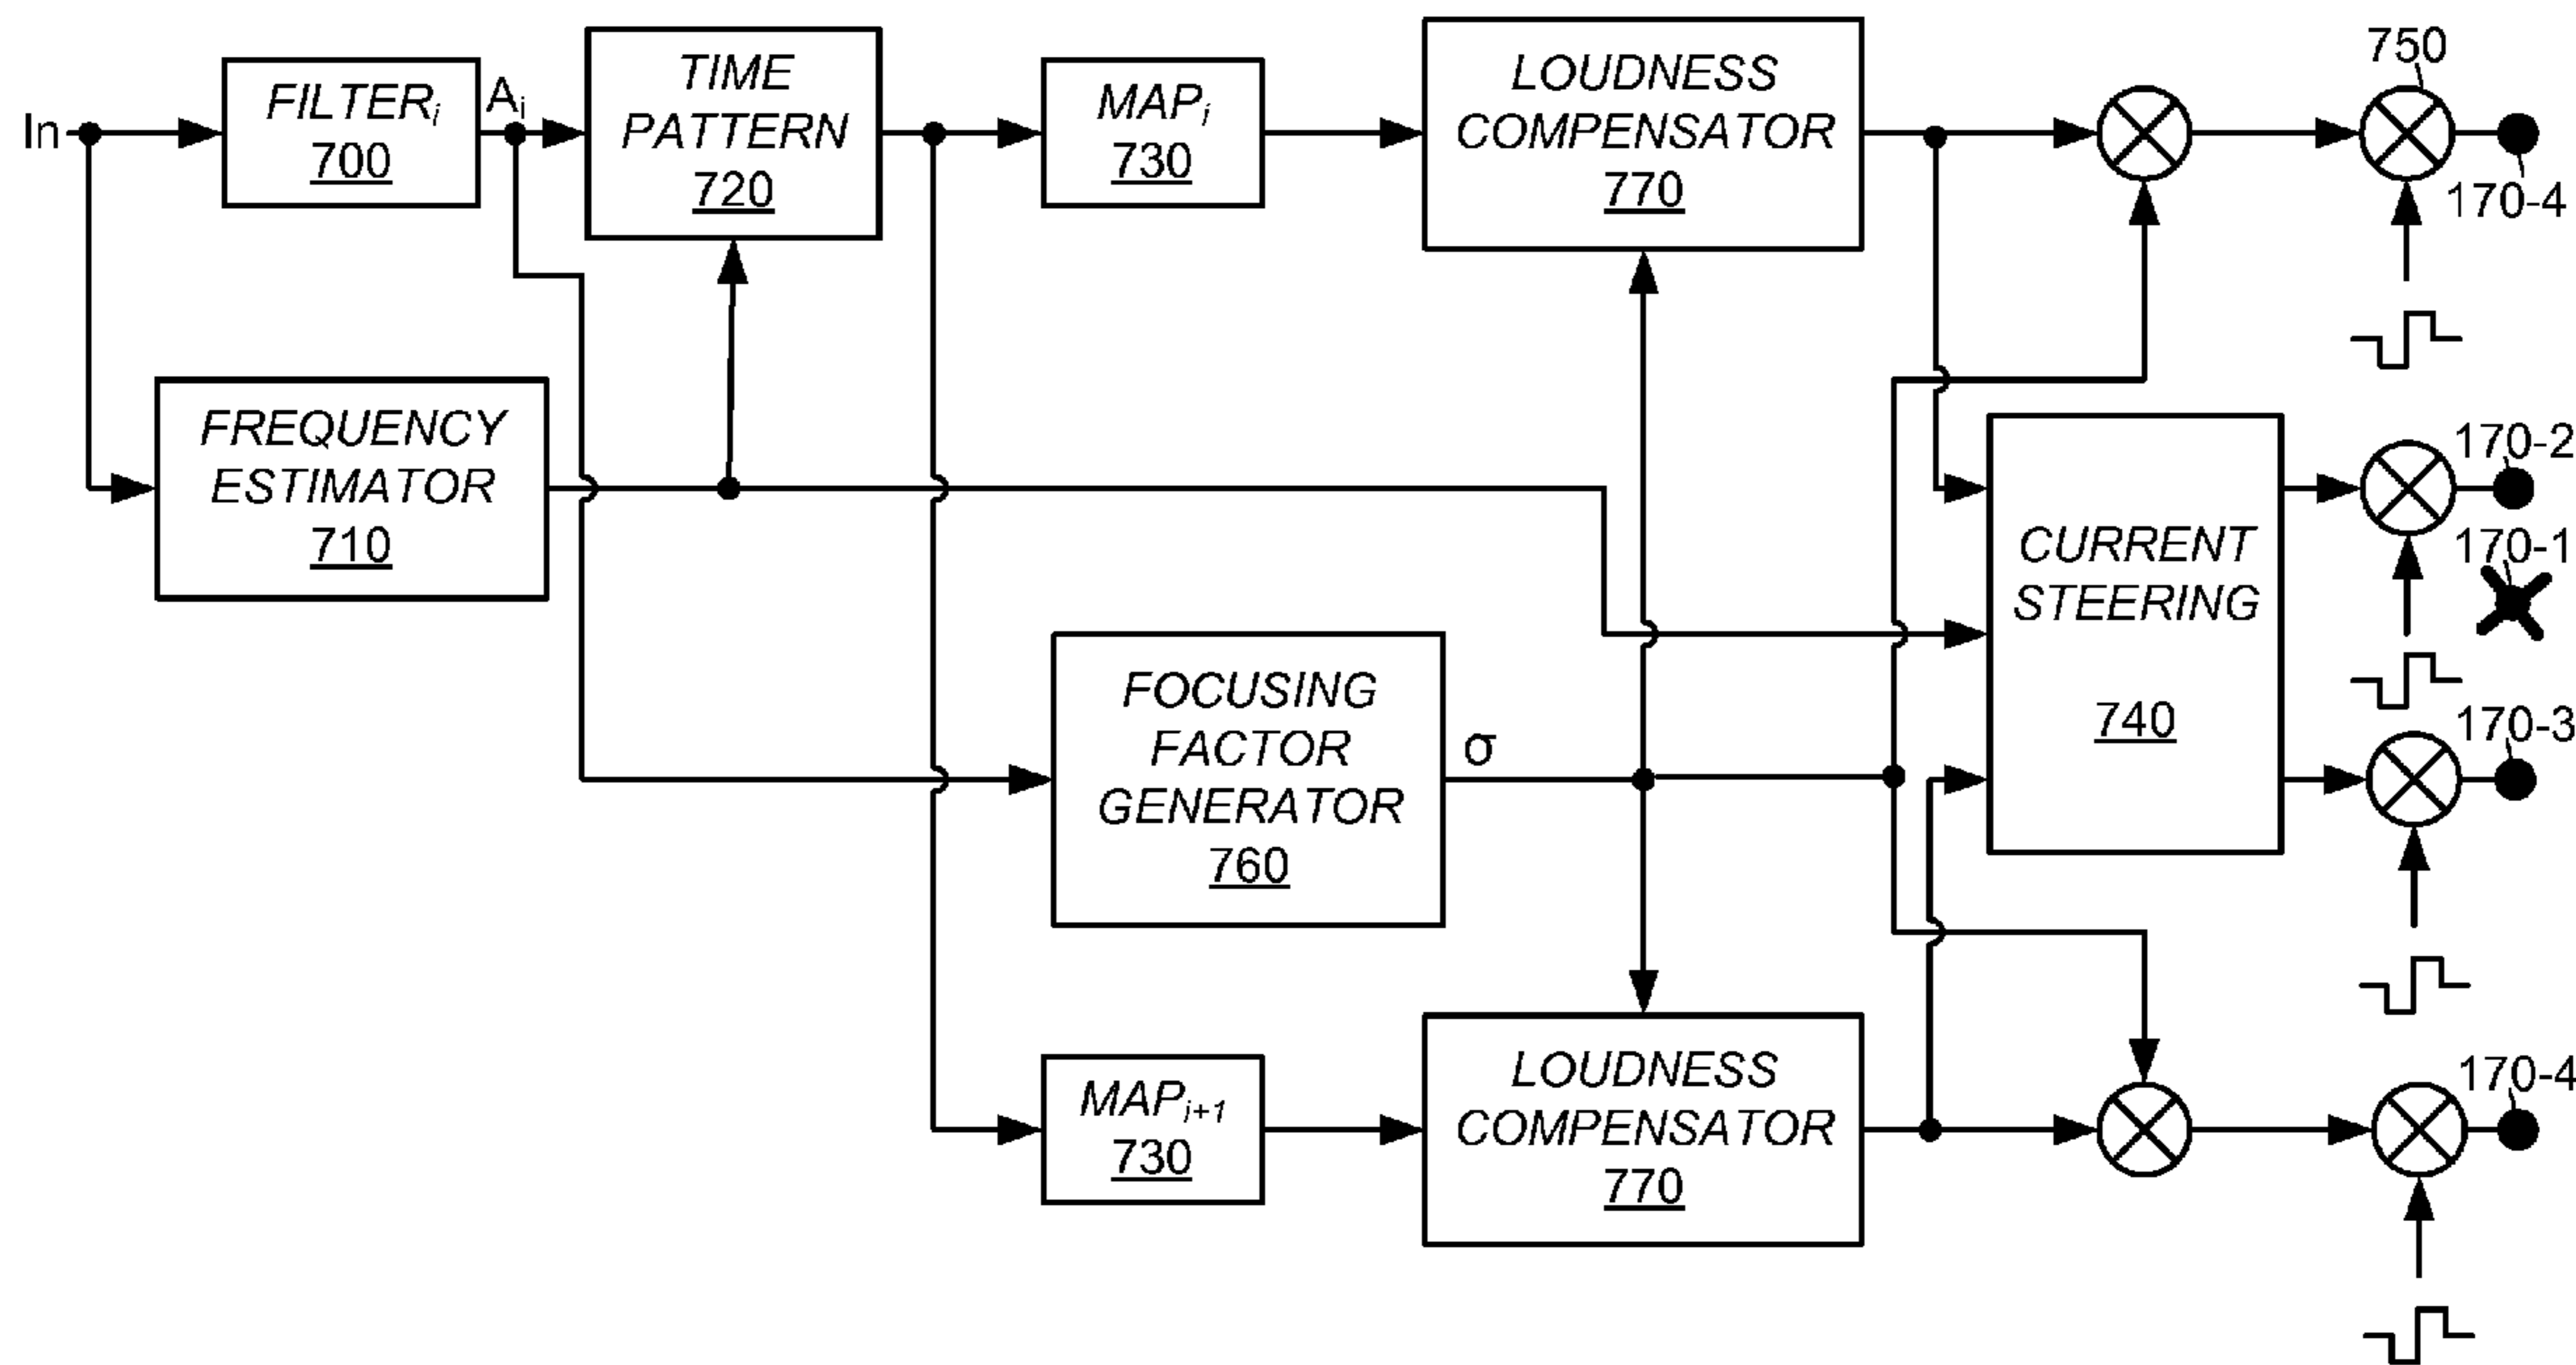 In
FILTERi
700
Ai
TIME
PATTERN
720
MAPi
730
LOUDNESS
COMPENSATOR
770
750
170-4
FREQUENCY
ESTIMATOR
710
170-2
170-1
CURRENT
STEERING
740
FOCUSING
FACTOR
GENERATOR
760
σ
170-3
MAPi+1
730
LOUDNESS
COMPENSATOR
770
170-4